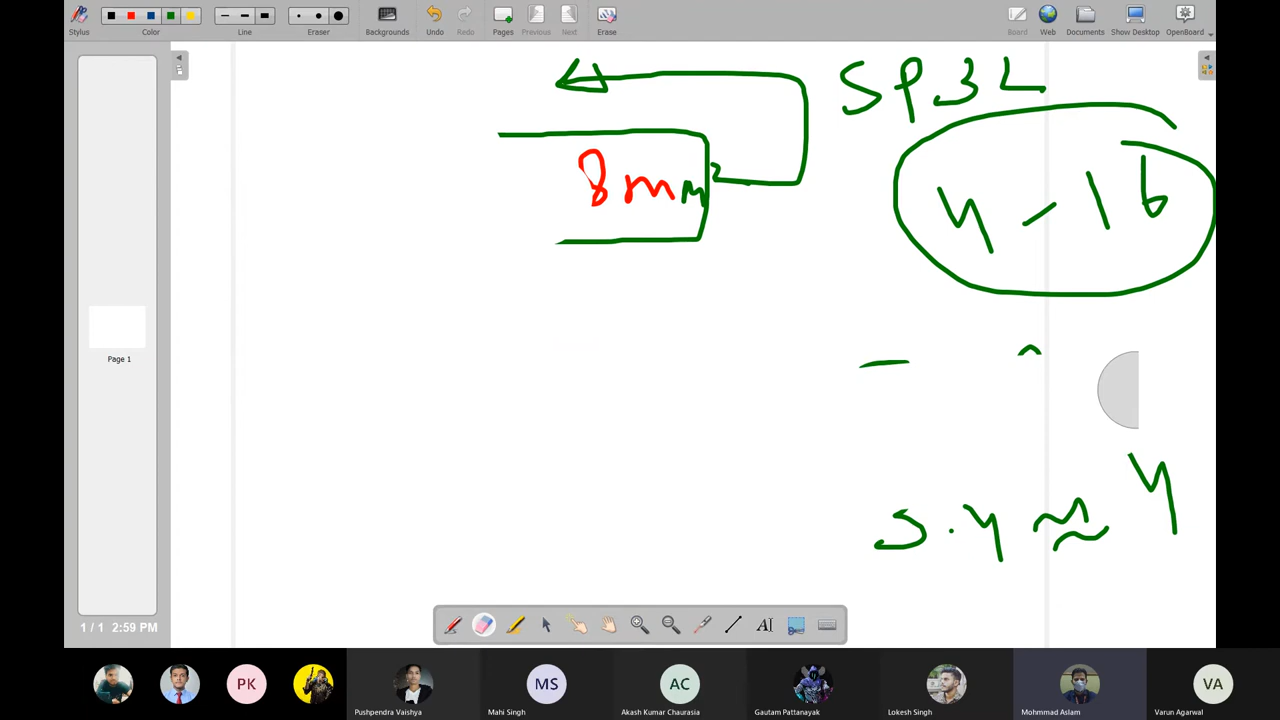 Stylus Color Line Eraser Backgrounds Undo Redo Pages Previous Next Erase Board Web Documents Show Desktop OpenBoard
SP3L
8mm²
4-16
Page 1
5.4 ≈ 4
1 / 1 2:59 PM
PK Pushpendra Vaishya MS Mahi Singh AC Akash Kumar Chaurasia Gautam Pattanayak Lokesh Singh Mohmmad Aslam VA Varun Agarwal